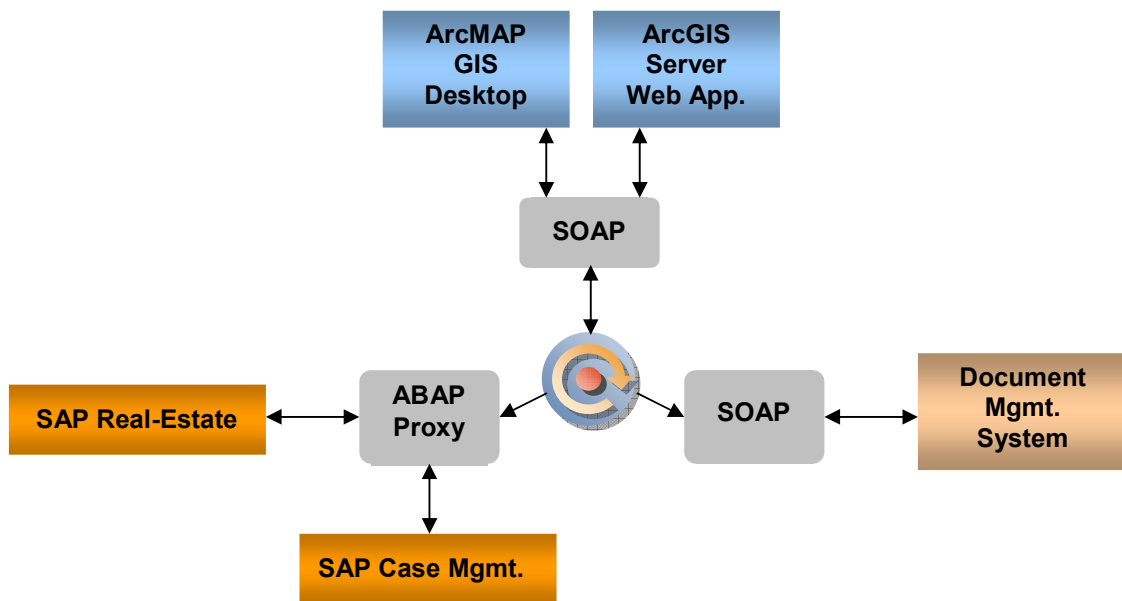 ArcMAP
GIS
Desktop
ArcGIS
Server
Web App.
SOAP
SAP Real-Estate
ABAP
Proxy
SOAP
Document
Mgmt.
System
SAP Case Mgmt.